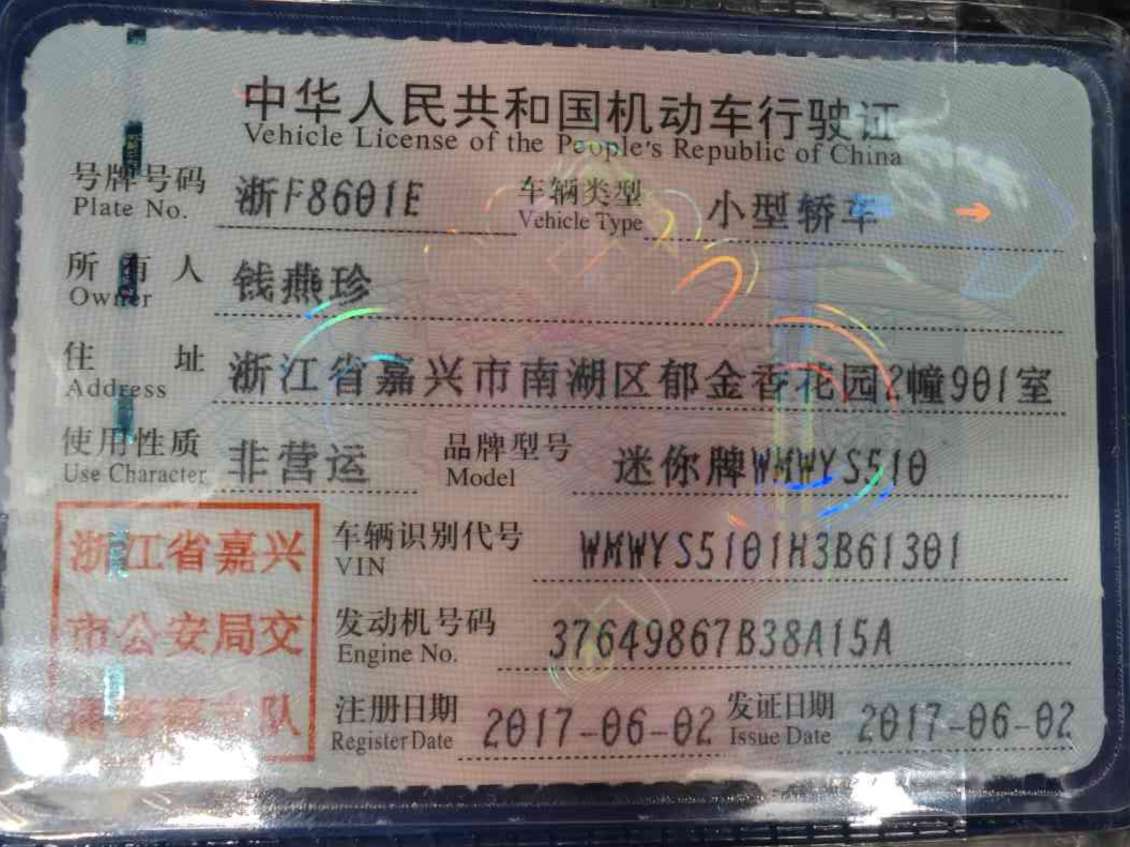 中华人民共和国机动车行驶证
Vehicle License of the People's Republic of China
号牌号码 浙F8601E 车辆类型 小型轿车
Plate No. Vehicle Type
所有人 钱燕珍
Owner
住址 浙江省嘉兴市南湖区郁金香花园2幢901室
Address
使用性质 非营运 品牌型号 迷你牌WMWYS510
Use Character Model
浙江省嘉兴 车辆识别代号 WMWYS5101H3B61301
VIN
市公安局交 发动机号码 37649867B38A15A
Engine No.
队 注册日期 2017-06-02 发证日期 2017-06-02
Register Date Issue Date